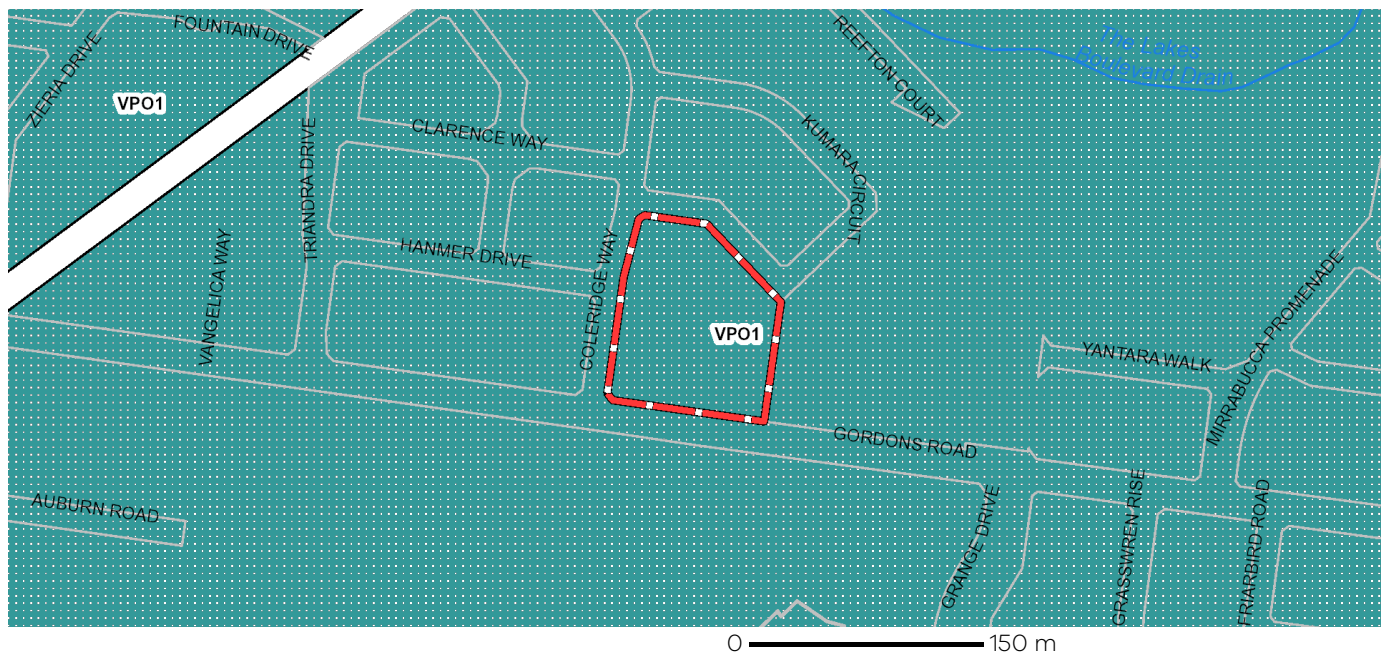 FOUNTAIN DRIVE
ZIERIA DRIVE
VPO1
REEFTON COURT
The Lakes
Boulevard Drain
CLARENCE WAY
KUMARA CIRCUIT
TRIANDRA DRIVE
VANGELICA WAY
HANMER DRIVE
COLERIDGE WAY
VPO1
YANTARA WALK
MIRRABUCCA PROMENADE
GORDONS ROAD
AUBURN ROAD
GRANGE DRIVE
GRASSWREN RISE
FRIARBIRD ROAD
0 150 m